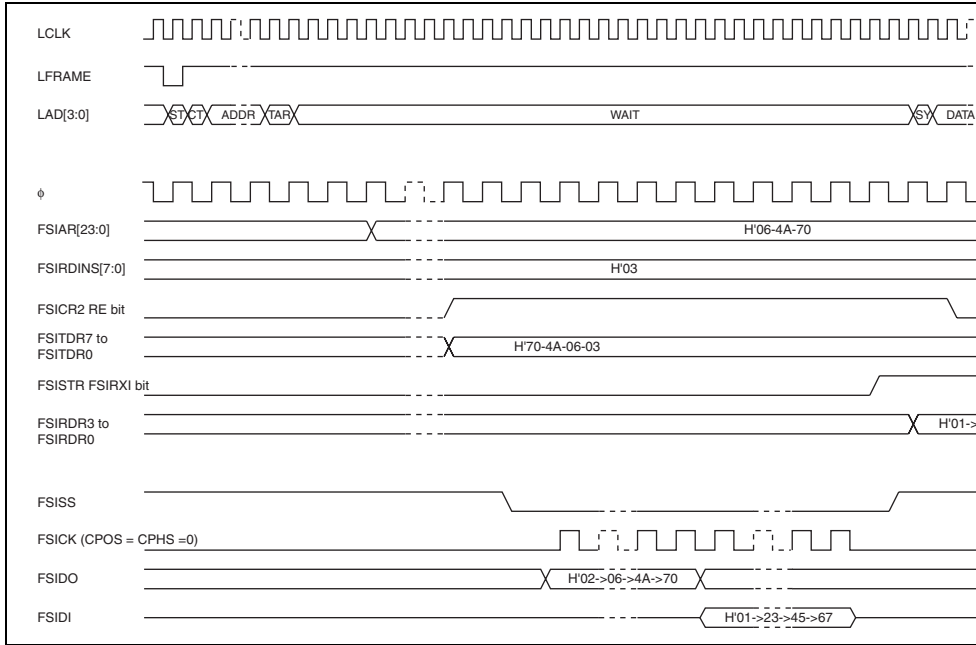 LCLK
LFRAME
LAD[3:0] ST CT ADDR TAR WAIT SY DATA
φ
FSIAR[23:0] H'06-4A-70
FSIRDINS[7:0] H'03
FSICR2 RE bit
FSITDR7 to
FSITDR0 H'70-4A-06-03
FSISTR FSIRXI bit
FSIRDR3 to
FSIRDR0 H'01->
FSISS
FSICK (CPOS = CPHS =0)
FSIDO H'02->06->4A->70
FSIDI H'01->23->45->67